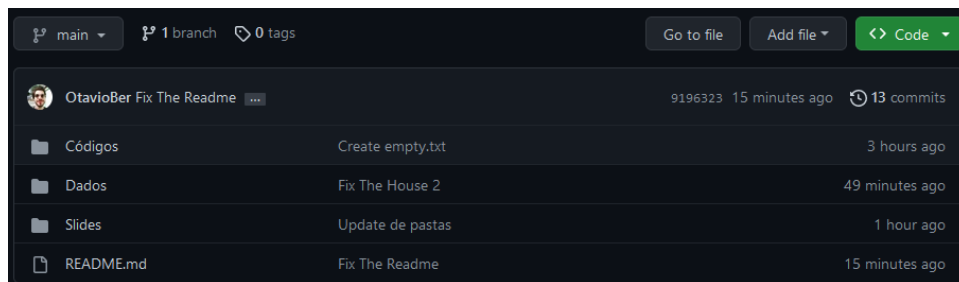 main 1 branch 0 tags Go to file Add file Code
OtavioBer Fix The Readme ... 9196323 15 minutes ago 13 commits
Códigos Create empty.txt 3 hours ago
Dados Fix The House 2 49 minutes ago
Slides Update de pastas 1 hour ago
README.md Fix The Readme 15 minutes ago